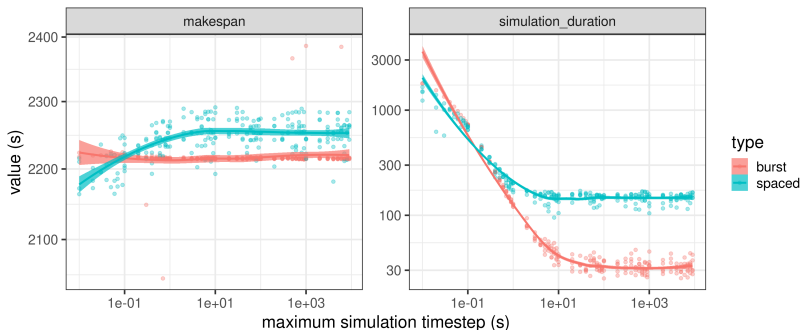 makespan
simulation_duration
value (s)
2400
2300
2200
2100
3000
1000
300
100
30
1e-01
1e+01
1e+03
1e-01
1e+01
1e+03
maximum simulation timestep (s)
type
burst
spaced